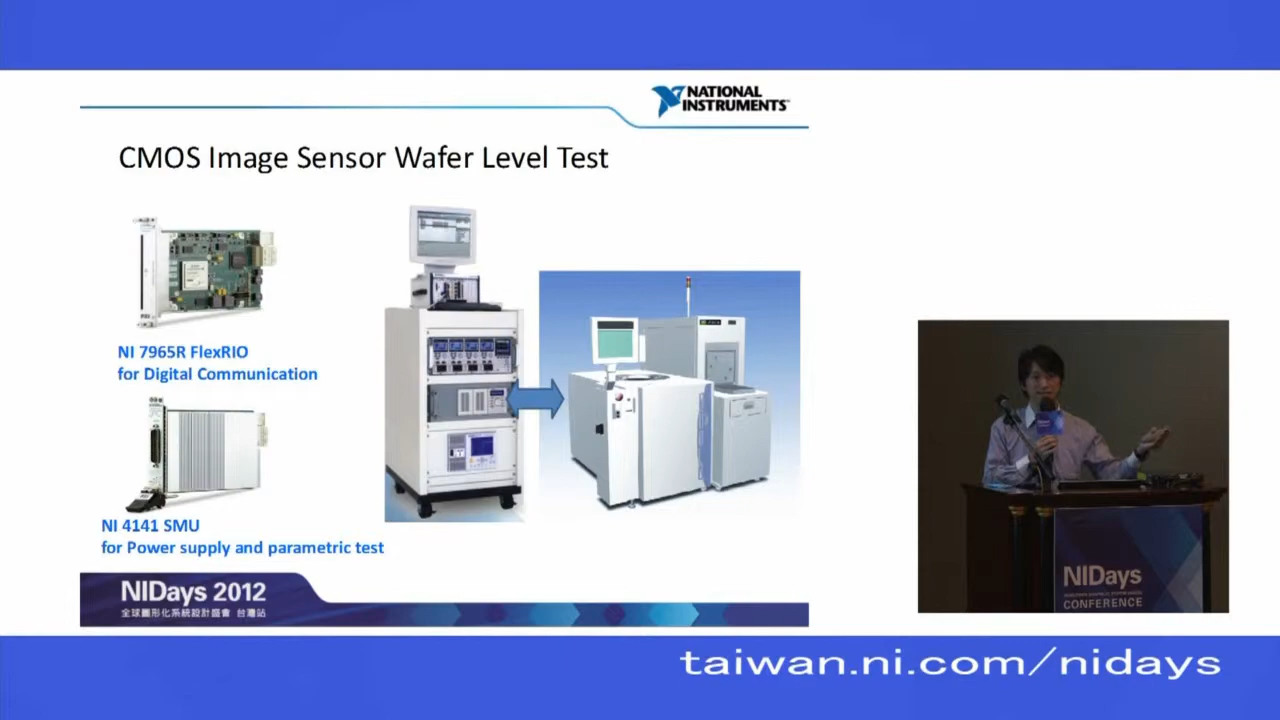 NATIONAL
INSTRUMENTS
CMOS Image Sensor Wafer Level Test
NI 7965R FlexRIO
for Digital Communication
NI 4141 SMU
for Power supply and parametric test
NIDays 2012
全球圖形化系統設計盛會 台灣站
NIDays
CONFERENCE
taiwan.ni.com/nidays